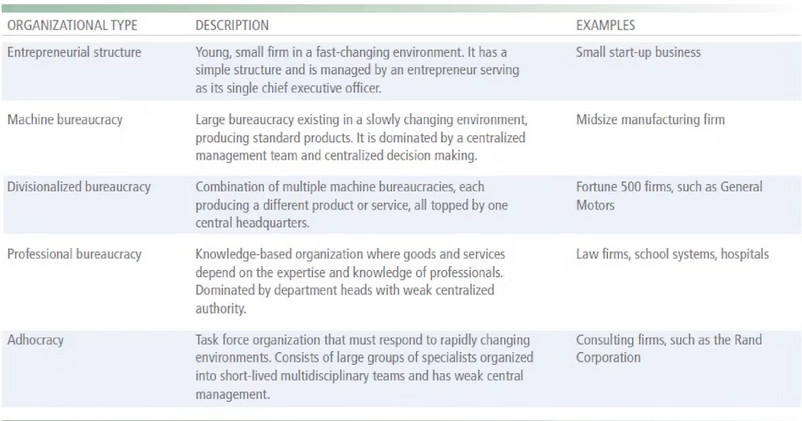 ORGANIZATIONAL TYPE DESCRIPTION EXAMPLES
Entrepreneurial structure Young, small firm in a fast-changing environment. It has a Small start-up business
simple structure and is managed by an entrepreneur serving
as its single chief executive officer.
Machine bureaucracy Large bureaucracy existing in a slowly changing environment, Midsize manufacturing firm
producing standard products. It is dominated by a centralized
management team and centralized decision making.
Divisionalized bureaucracy Combination of multiple machine bureaucracies, each Fortune 500 firms, such as General
producing a different product or service, all topped by one Motors
central headquarters.
Professional bureaucracy Knowledge-based organization where goods and services Law firms, school systems, hospitals
depend on the expertise and knowledge of professionals.
Dominated by department heads with weak centralized
authority.
Adhocracy Task force organization that must respond to rapidly changing Consulting firms, such as the Rand
environments. Consists of large groups of specialists organized Corporation
into short-lived multidisciplinary teams and has weak central
management.